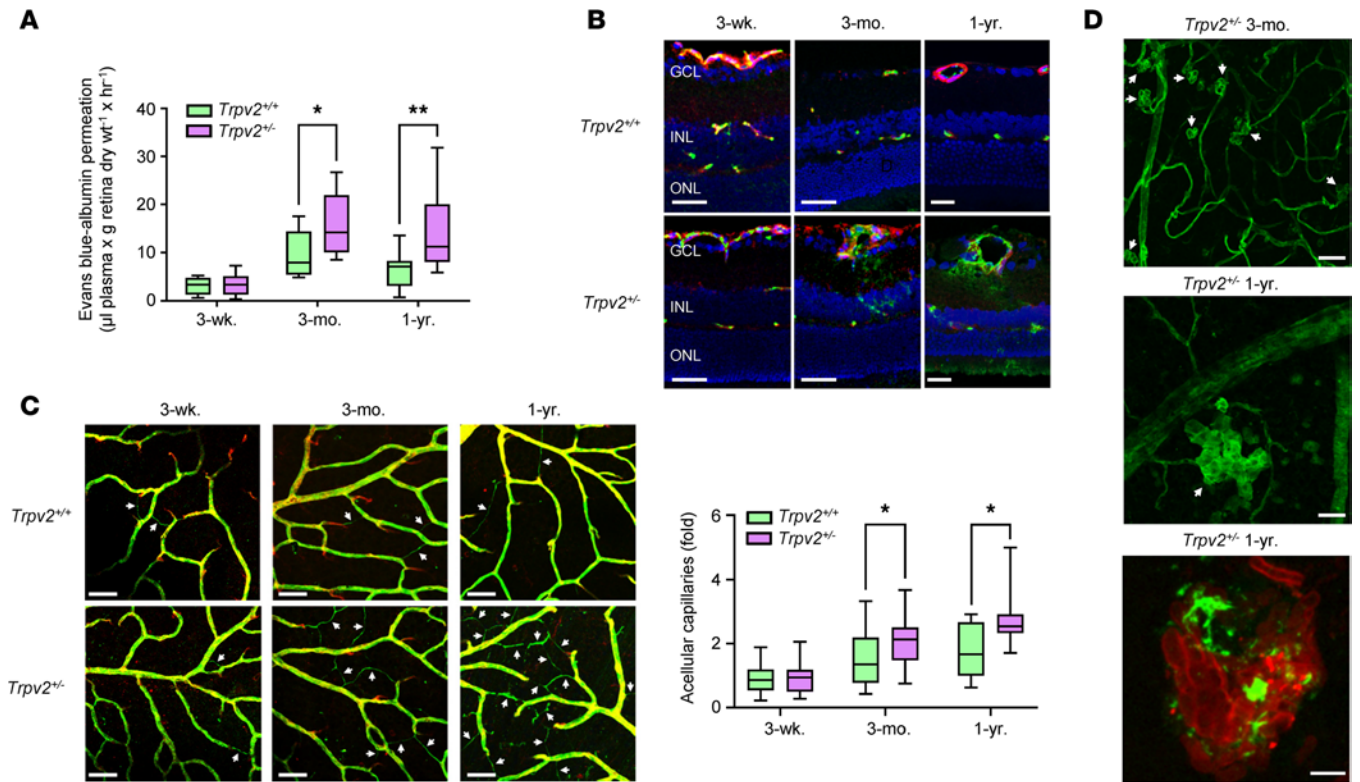 A
Evans blue-albumin permeation
(µl plasma x g retina dry wt⁻¹ x hr⁻¹)
40
30
20
10
0
Trpv2+/+
Trpv2+/-
*
**
3-wk.
3-mo.
1-yr.
B
3-wk.
3-mo.
1-yr.
Trpv2+/+
GCL
INL
ONL
b
Trpv2+/-
GCL
INL
ONL
C
3-wk.
3-mo.
1-yr.
Trpv2+/+
Trpv2+/-
Acellular capillaries (fold)
6
4
2
0
Trpv2+/+
Trpv2+/-
*
*
3-wk.
3-mo.
1-yr.
D
Trpv2+/- 3-mo.
Trpv2+/- 1-yr.
Trpv2+/- 1-yr.